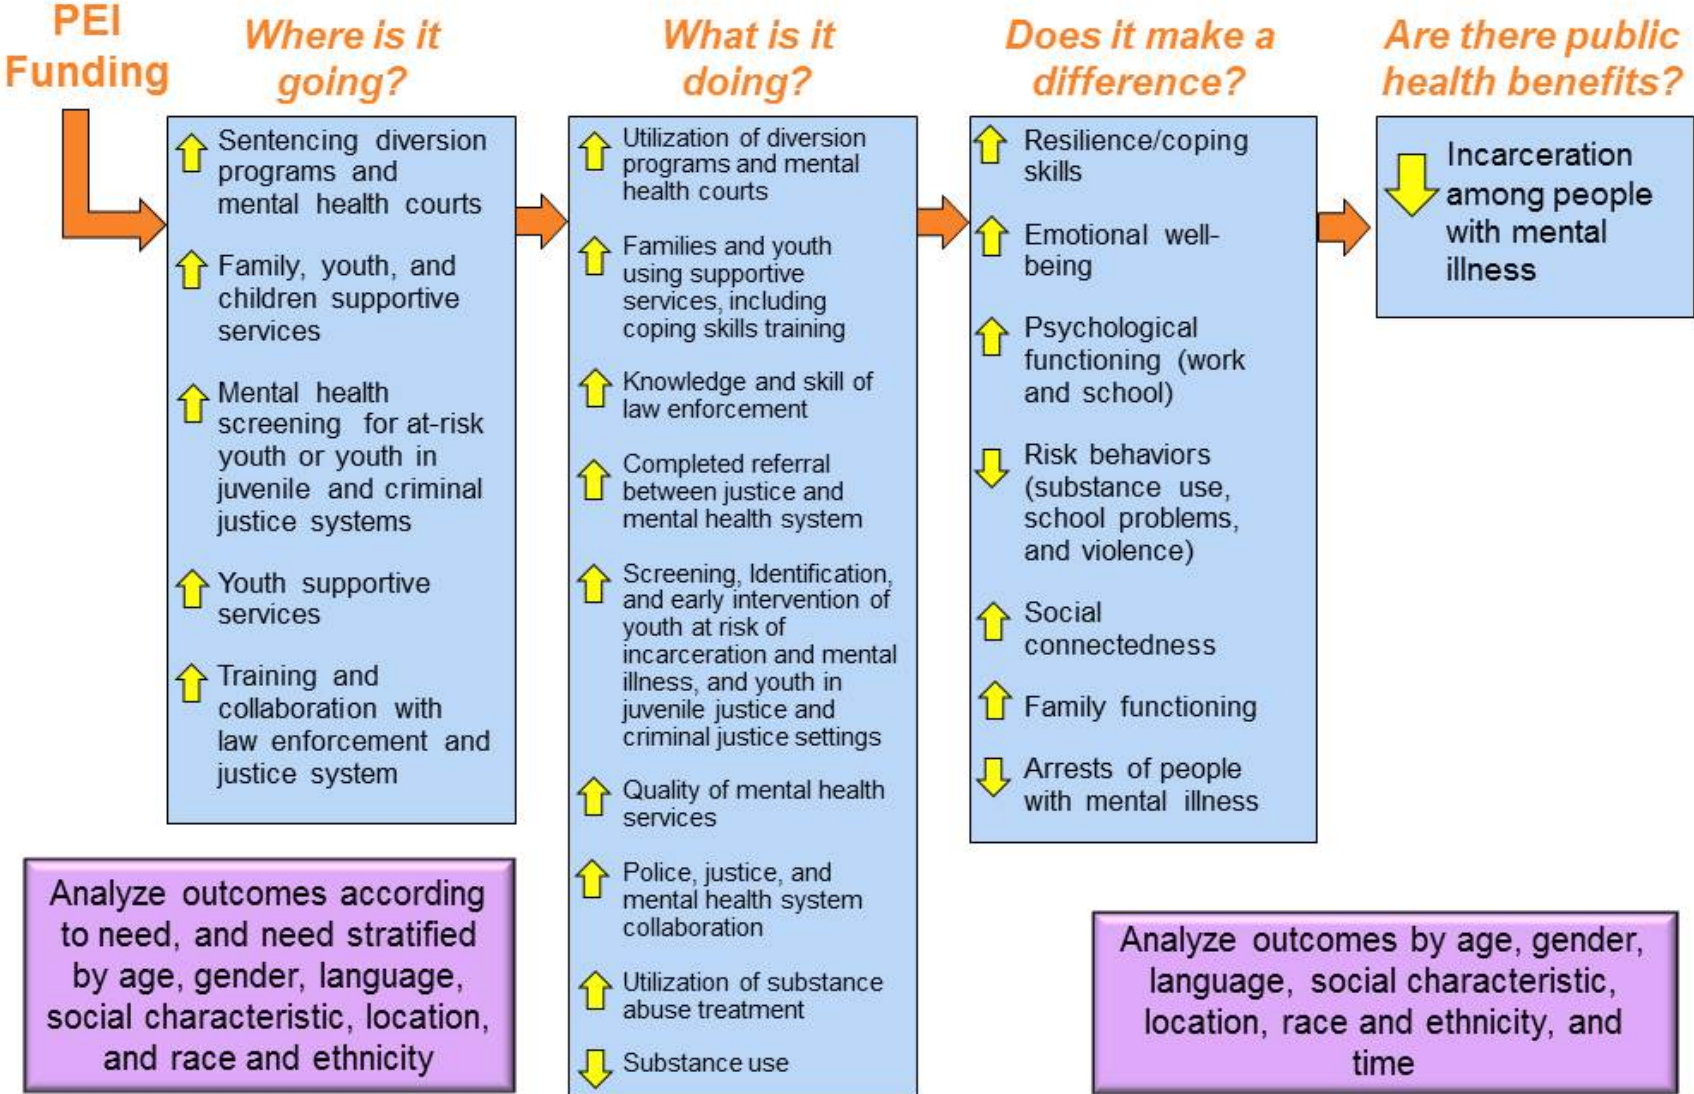 PEI
Funding
Where is it
going?
What is it
doing?
Does it make a
difference?
Are there public
health benefits?
Sentencing diversion
programs and
mental health courts
Family, youth, and
children supportive
services
Mental health
screening for at-risk
youth or youth in
juvenile and criminal
justice systems
Youth supportive
services
Training and
collaboration with
law enforcement and
justice system
Utilization of diversion
programs and mental
health courts
Families and youth
using supportive
services, including
coping skills training
Knowledge and skill of
law enforcement
Completed referral
between justice and
mental health system
Screening, Identification,
and early intervention of
youth at risk of
incarceration and mental
illness, and youth in
juvenile justice and
criminal justice settings
Quality of mental health
services
Police, justice, and
mental health system
collaboration
Utilization of substance
abuse treatment
Substance use
Resilience/coping
skills
Emotional well-
being
Psychological
functioning (work
and school)
Risk behaviors
(substance use,
school problems,
and violence)
Social
connectedness
Family functioning
Arrests of people
with mental illness
Incarceration
among people
with mental
illness
Analyze outcomes according
to need, and need stratified
by age, gender, language,
social characteristic, location,
and race and ethnicity
Analyze outcomes by age, gender,
language, social characteristic,
location, race and ethnicity, and
time